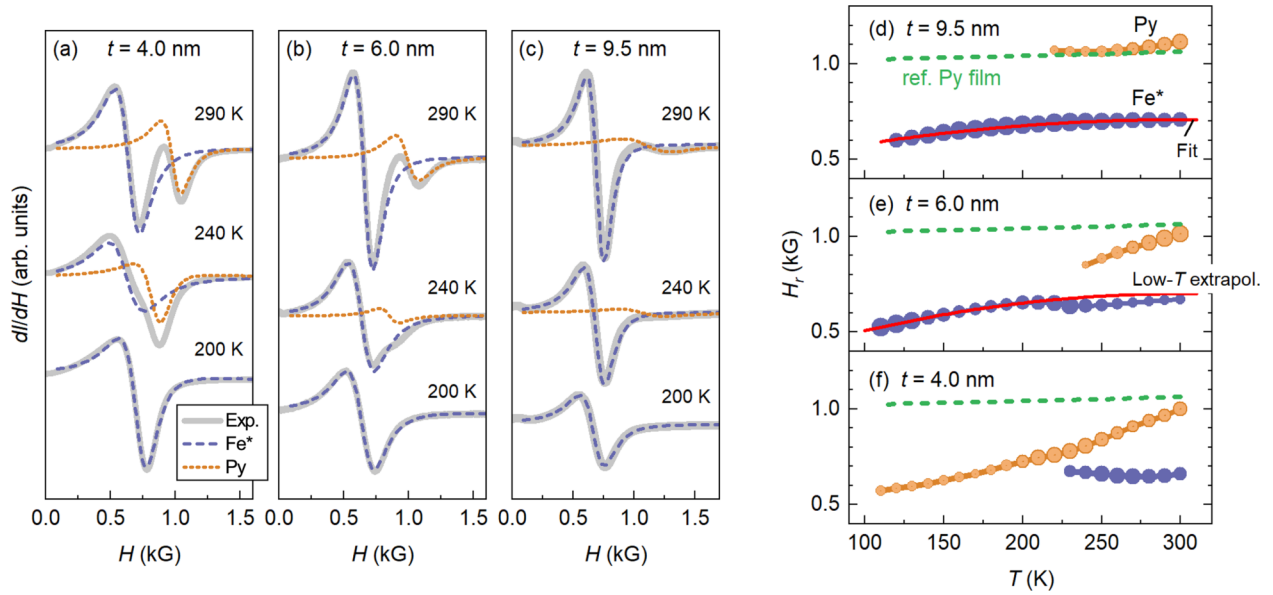 (a) t = 4.0 nm
290 K
240 K
200 K
Exp.
Fe*
Py
0.0 0.5 1.0 1.5
H (kG)
dI/dH (arb. units)
(b) t = 6.0 nm
290 K
240 K
200 K
0.0 0.5 1.0 1.5
H (kG)
(c) t = 9.5 nm
290 K
240 K
200 K
0.0 0.5 1.0 1.5
H (kG)
(d) t = 9.5 nm
Py
1.0
ref. Py film
Fe*
0.5
Fit
(e) t = 6.0 nm
1.0
Hr (kG)
Low-T extrapol.
0.5
(f) t = 4.0 nm
1.0
0.5
100 150 200 250 300
T (K)